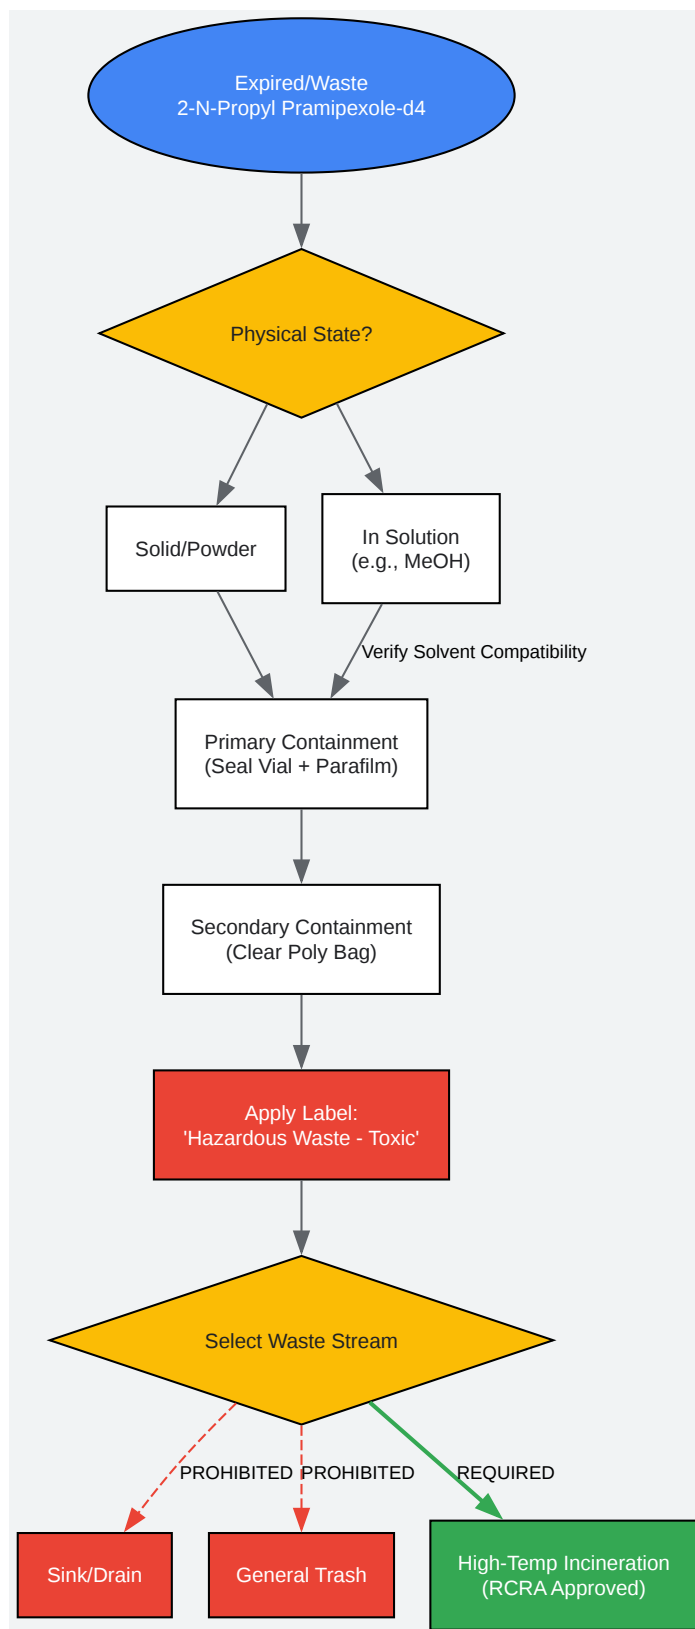 Expired/Waste
2-N-Propyl Pramipexole-d4
Physical State?
Solid/Powder
In Solution
(e.g., MeOH)
Verify Solvent Compatibility
Primary Containment
(Seal Vial + Parafilm)
Secondary Containment
(Clear Poly Bag)
Apply Label:
'Hazardous Waste - Toxic'
Select Waste Stream
PROHIBITED
PROHIBITED
REQUIRED
Sink/Drain
General Trash
High-Temp Incineration
(RCRA Approved)